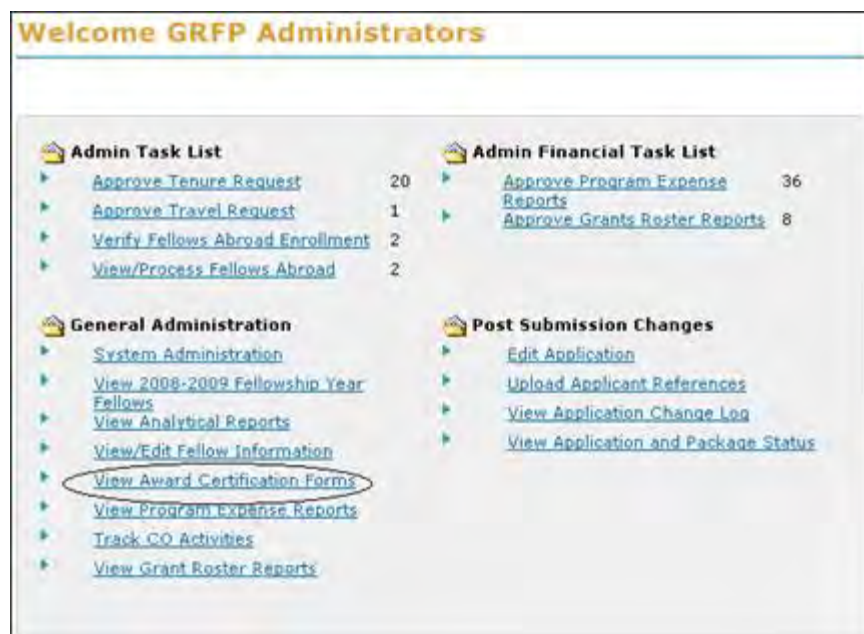 Welcome GRFP Administrators
Admin Task List
Approve Tenure Request 20
Approve Travel Request 1
Verify Fellows Abroad Enrollment 2
View/Process Fellows Abroad 2
Admin Financial Task List
Approve Program Expense 36
Reports
Approve Grants Roster Reports 8
General Administration
System Administration
View 2008-2009 Fellowship Year
Fellows
View Analytical Reports
View/Edit Fellow Information
View Award Certification Forms
View Program Expense Reports
Track CO Activities
View Grant Roster Reports
Post Submission Changes
Edit Application
Upload Applicant References
View Application Change Log
View Application and Package Status